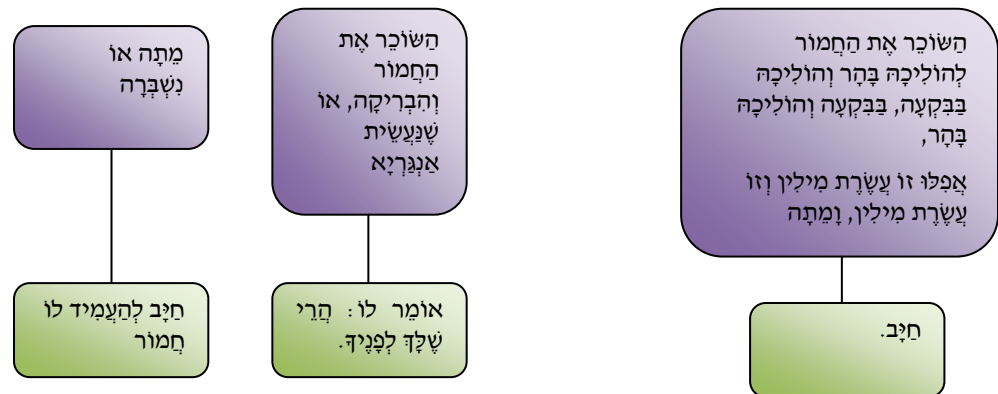 הַשּׂוֹכֵר אֶת הַחֲמוֹר
לְהוֹלִיכָהּ בָּהָר וְהוֹלִיכָהּ
בַּבִּקְעָה, בַּבִּקְעָה וְהוֹלִיכָהּ
בָּהָר,
אֲפִלּוּ זוֹ עֲשֶׂרֶת מִילִין וְזוֹ
עֲשֶׂרֶת מִילִין, וָמֵתָה
חַיָּב.
הַשּׂוֹכֵר אֶת
הַחֲמוֹר
וְהִבְרִיקָה, אוֹ
שֶׁנַּעֲשֵׂית
אַנְגַּרְיָא
אוֹמֵר לוֹ: הֲרֵי
שֶׁלָּךְ לְפָנֶיךָ.
מֵתָה אוֹ
נִשְׁבְּרָה
חַיָּב לְהַעֲמִיד לוֹ
חֲמוֹר